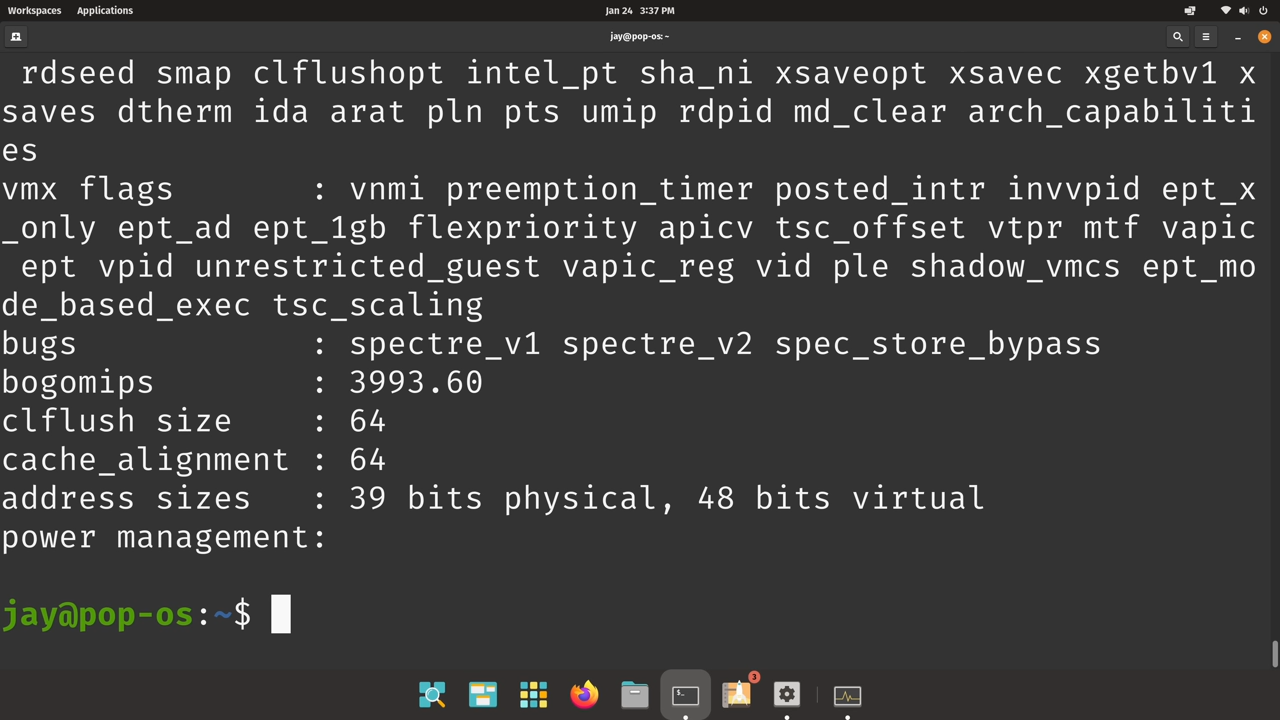 Workspaces Applications Jan 24 3:37 PM
jay@pop-os: ~
 rdseed smap clflushopt intel_pt sha_ni xsaveopt xsavec xgetbv1 x
saves dtherm ida arat pln pts umip rdpid md_clear arch_capabiliti
es
vmx flags       : vnmi preemption_timer posted_intr invvpid ept_x
_only ept_ad ept_1gb flexpriority apicv tsc_offset vtpr mtf vapic
 ept vpid unrestricted_guest vapic_reg vid ple shadow_vmcs ept_mo
de_based_exec tsc_scaling
bugs            : spectre_v1 spectre_v2 spec_store_bypass
bogomips        : 3993.60
clflush size    : 64
cache_alignment : 64
address sizes   : 39 bits physical, 48 bits virtual
power management:
jay@pop-os:~$
3